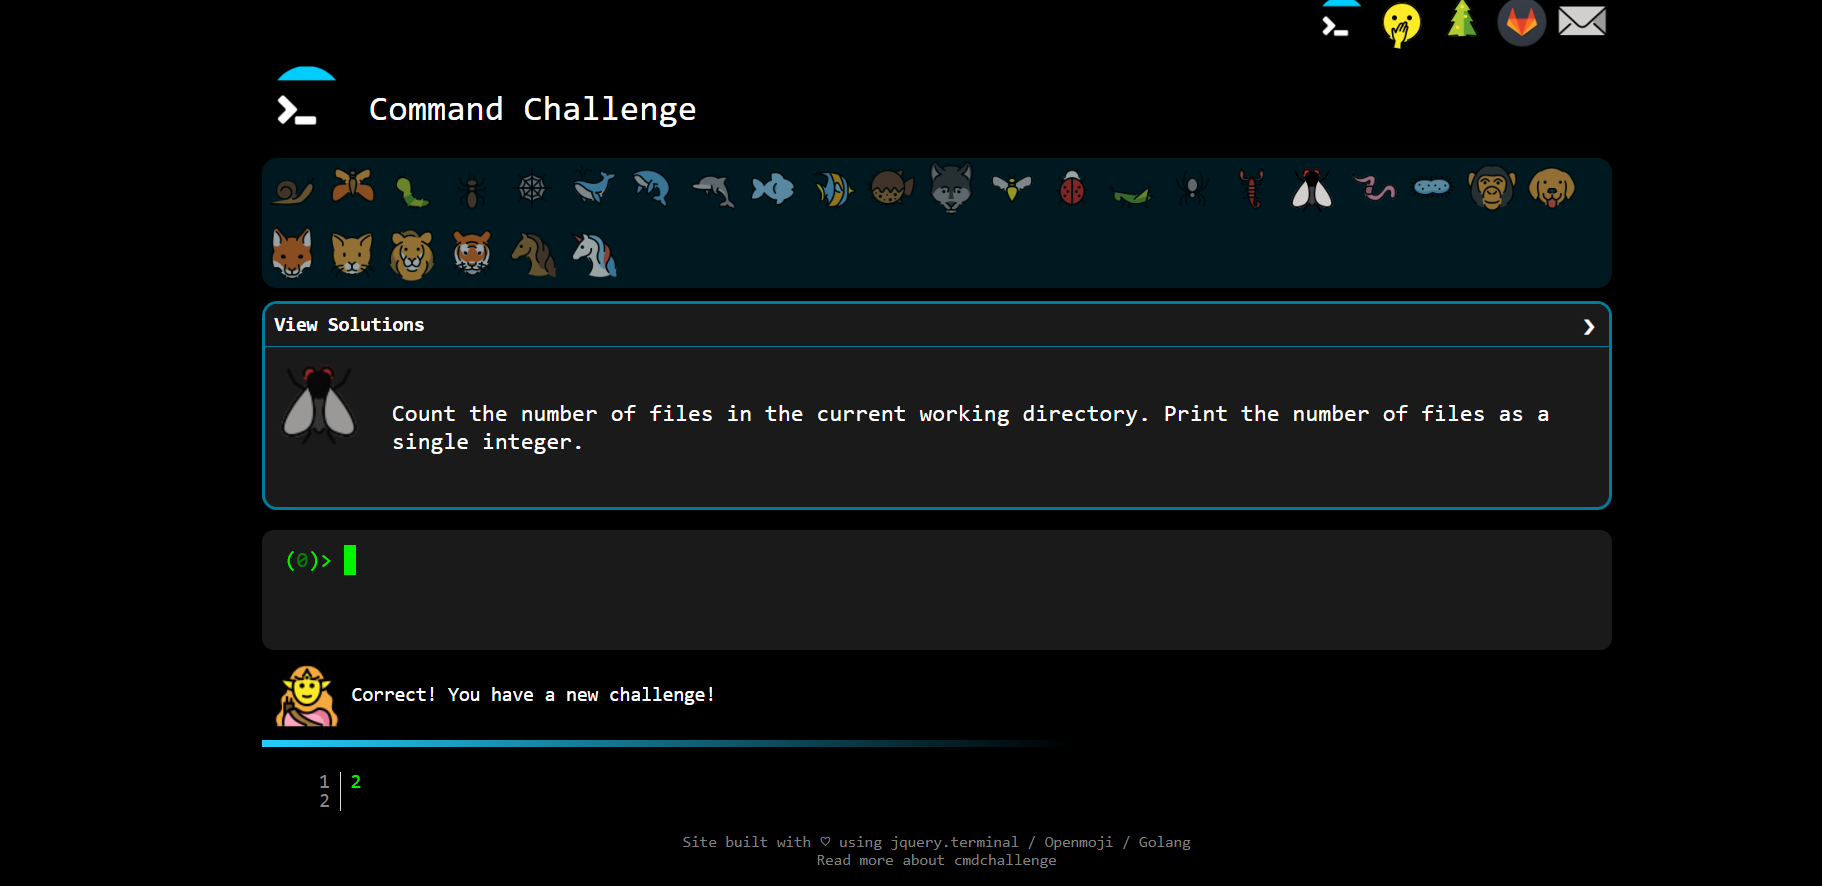 Command Challenge
View Solutions
Count the number of files in the current working directory. Print the number of files as a
single integer.
(0)>
Correct! You have a new challenge!
1 2
2
Site built with ♡ using jquery.terminal / Openmoji / Golang
Read more about cmdchallenge